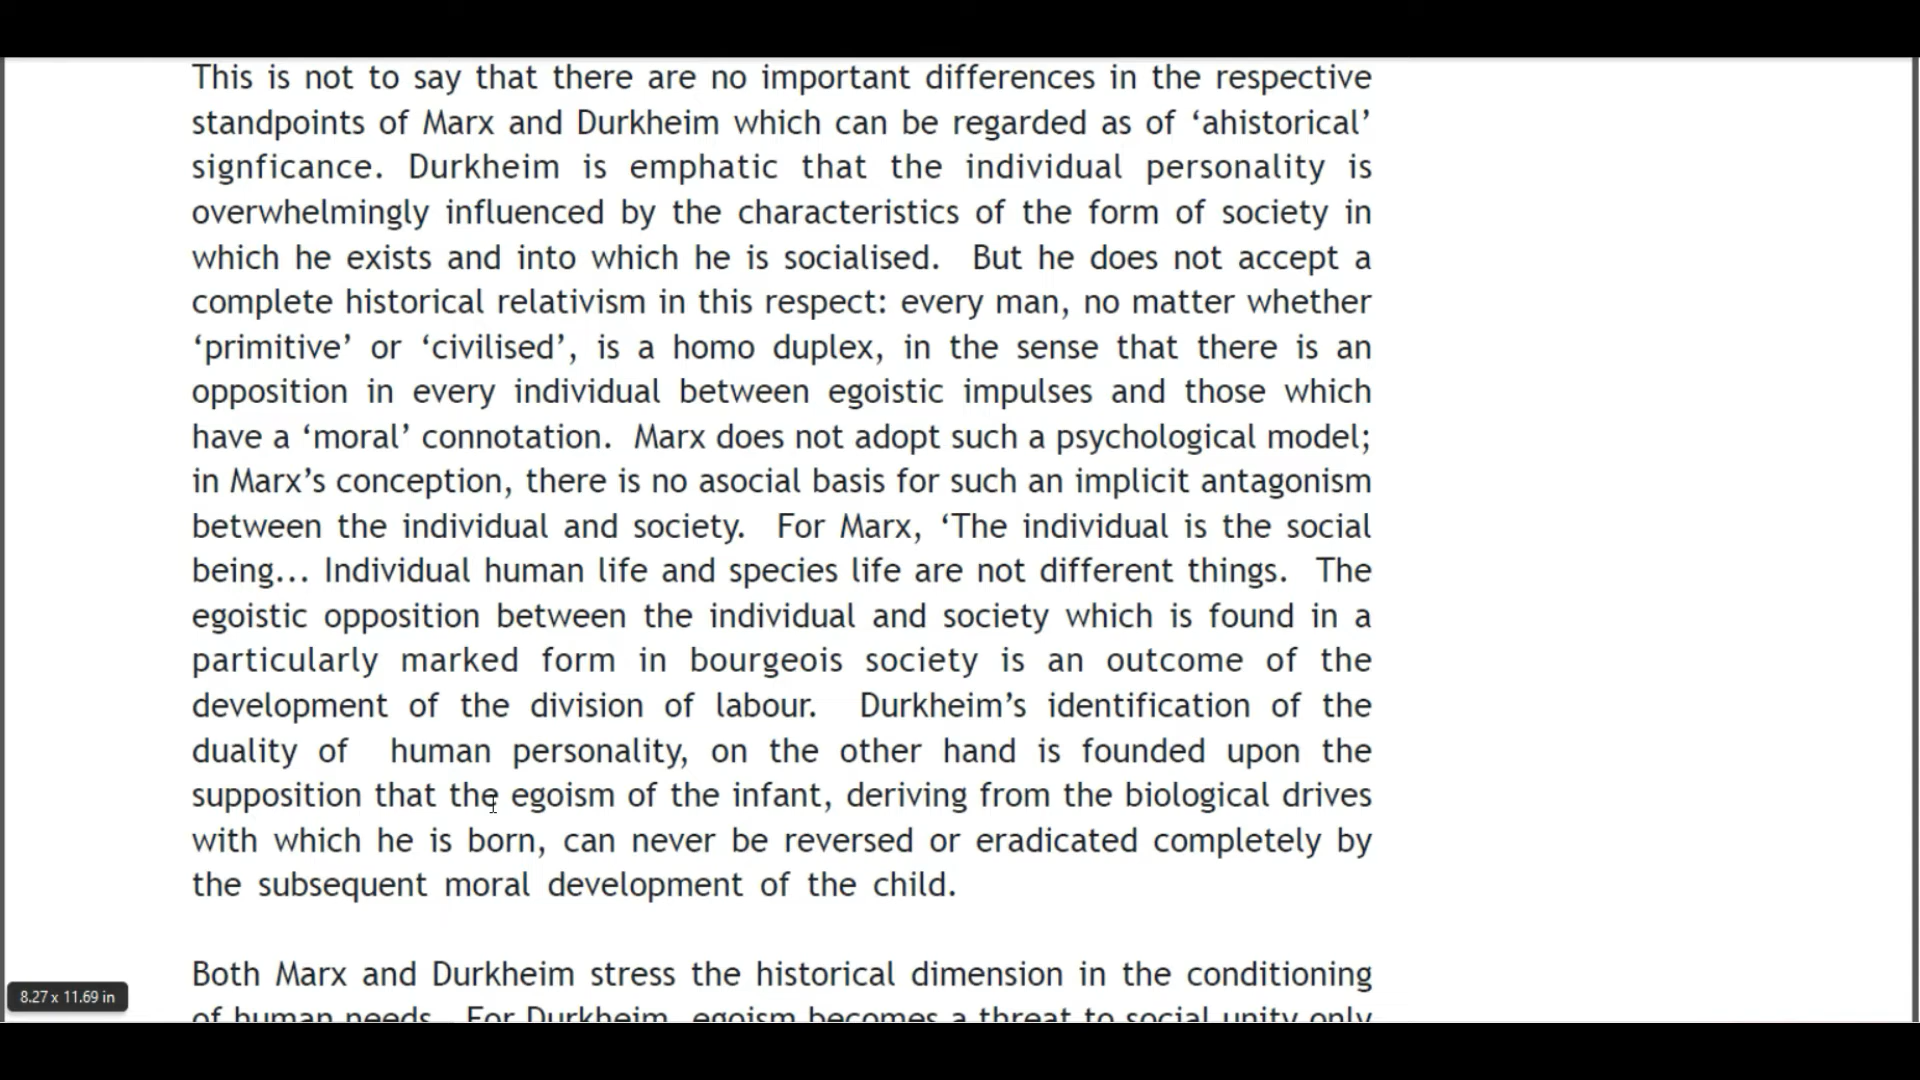 This is not to say that there are no important differences in the respective
standpoints of Marx and Durkheim which can be regarded as of ‘ahistorical’
signficance. Durkheim is emphatic that the individual personality is
overwhelmingly influenced by the characteristics of the form of society in
which he exists and into which he is socialised. But he does not accept a
complete historical relativism in this respect: every man, no matter whether
‘primitive’ or ‘civilised’, is a homo duplex, in the sense that there is an
opposition in every individual between egoistic impulses and those which
have a ‘moral’ connotation. Marx does not adopt such a psychological model;
in Marx’s conception, there is no asocial basis for such an implicit antagonism
between the individual and society. For Marx, ‘The individual is the social
being... Individual human life and species life are not different things. The
egoistic opposition between the individual and society which is found in a
particularly marked form in bourgeois society is an outcome of the
development of the division of labour. Durkheim’s identification of the
duality of human personality, on the other hand is founded upon the
supposition that the egoism of the infant, deriving from the biological drives
with which he is born, can never be reversed or eradicated completely by
the subsequent moral development of the child.
Both Marx and Durkheim stress the historical dimension in the conditioning
of human needs. For Durkheim, egoism becomes a threat to social unity only
8.27 x 11.69 in